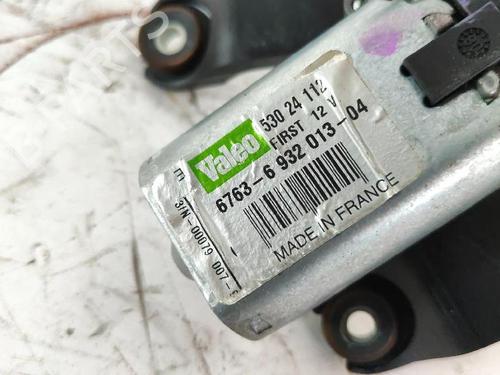 Valeo
530 24 112
FIRST 12 V
6763-6 932 013-04
MADE IN FRANCE